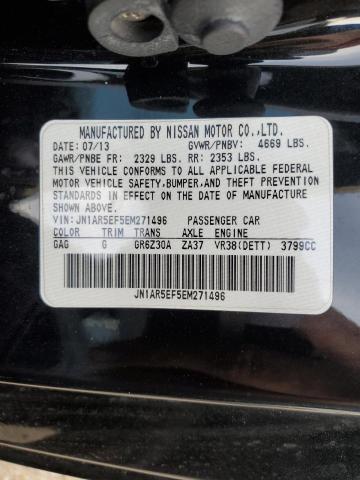 MANUFACTURED BY NISSAN MOTOR CO.,LTD.
DATE: 07/13 GVWR/PNBV: 4669 LBS.
GAWR/PNBE FR: 2329 LBS. RR: 2353 LBS.
THIS VEHICLE CONFORMS TO ALL APPLICABLE FEDERAL
MOTOR VEHICLE SAFETY,BUMPER,AND THEFT PREVENTION
STANDARDS IN EFFECT ON THE DATE OF MANUFACTURE
SHOWN ABOVE.
VIN:JN1AR5EF5EM271496 PASSENGER CAR
COLOR TRIM TRANS AXLE ENGINE
GAG G GR6Z30A ZA37 VR38(DETT) 3799CC
JN1AR5EF5EM271496